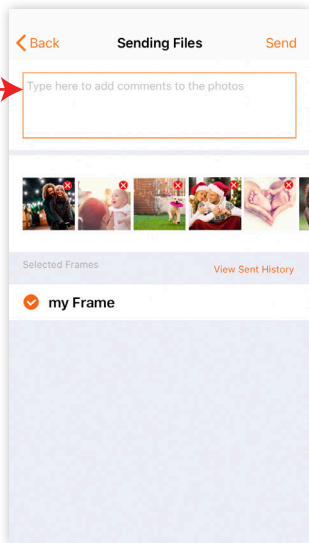 Back Sending Files Send
Type here to add comments to the photos
Selected Frames View Sent History
my Frame